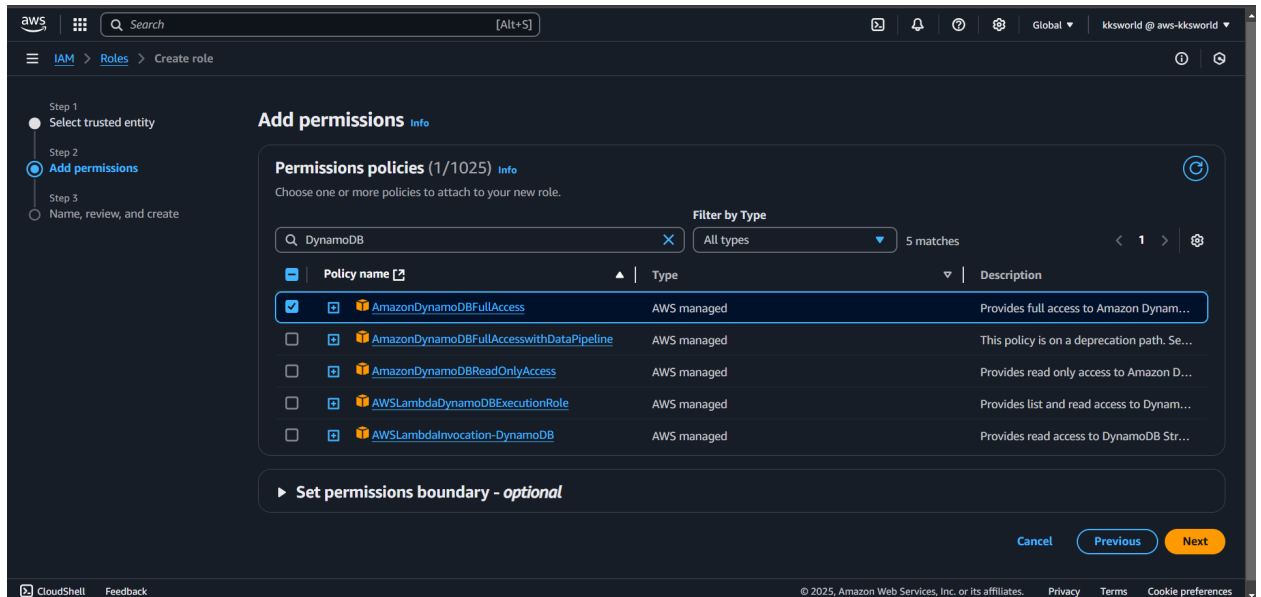 aws
Search [Alt+S]
Global ▼
kksworld @ aws-kksworld ▼
IAM > Roles > Create role
Step 1
Select trusted entity
Step 2
Add permissions
Step 3
Name, review, and create
Add permissions Info
Permissions policies (1/1025) Info
Choose one or more policies to attach to your new role.
Filter by Type
DynamoDB
All types
5 matches
< 1 >
Policy name Type Description
AmazonDynamoDBFullAccess AWS managed Provides full access to Amazon Dynam...
AmazonDynamoDBFullAccesswithDataPipeline AWS managed This policy is on a deprecation path. Se...
AmazonDynamoDBReadOnlyAccess AWS managed Provides read only access to Amazon D...
AWSLambdaDynamoDBExecutionRole AWS managed Provides list and read access to Dynam...
AWSLambdaInvocation-DynamoDB AWS managed Provides read access to DynamoDB Str...
Set permissions boundary - optional
Cancel Previous Next
CloudShell Feedback © 2025, Amazon Web Services, Inc. or its affiliates. Privacy Terms Cookie preferences